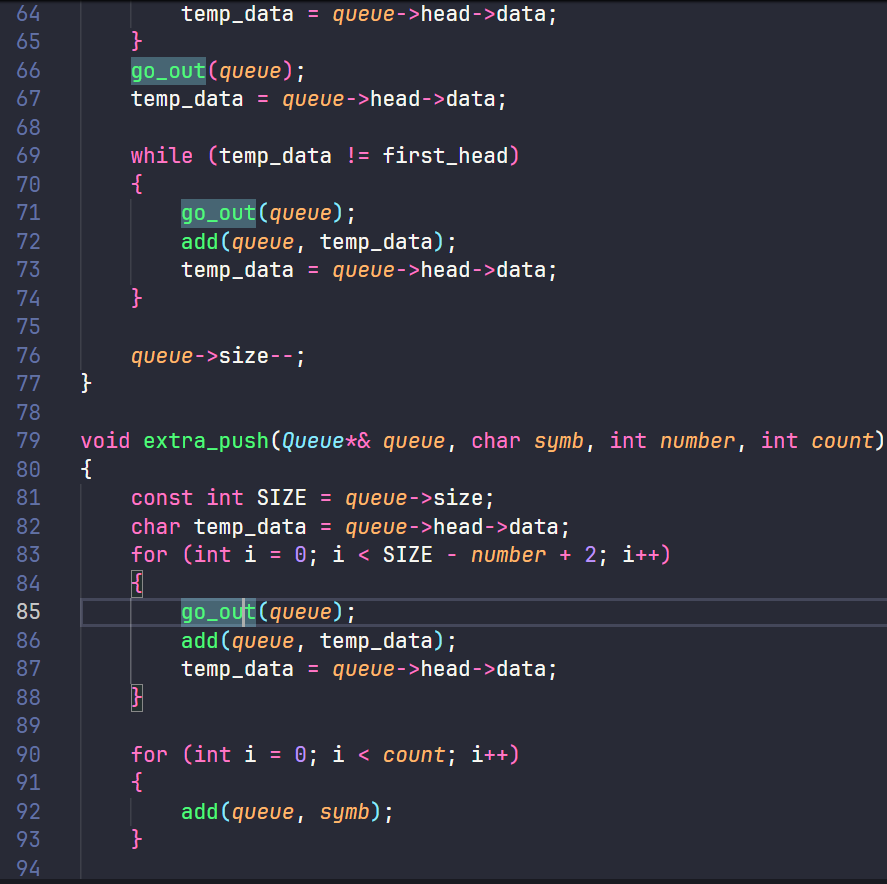 64 temp_data = queue->head->data;
65 }
66 go_out(queue);
67 temp_data = queue->head->data;
68
69 while (temp_data != first_head)
70 {
71 go_out(queue);
72 add(queue, temp_data);
73 temp_data = queue->head->data;
74 }
75
76 queue->size--;
77 }
78
79 void extra_push(Queue*& queue, char symb, int number, int count)
80 {
81 const int SIZE = queue->size;
82 char temp_data = queue->head->data;
83 for (int i = 0; i < SIZE - number + 2; i++)
84 {
85 go_out(queue);
86 add(queue, temp_data);
87 temp_data = queue->head->data;
88 }
89
90 for (int i = 0; i < count; i++)
91 {
92 add(queue, symb);
93 }
94